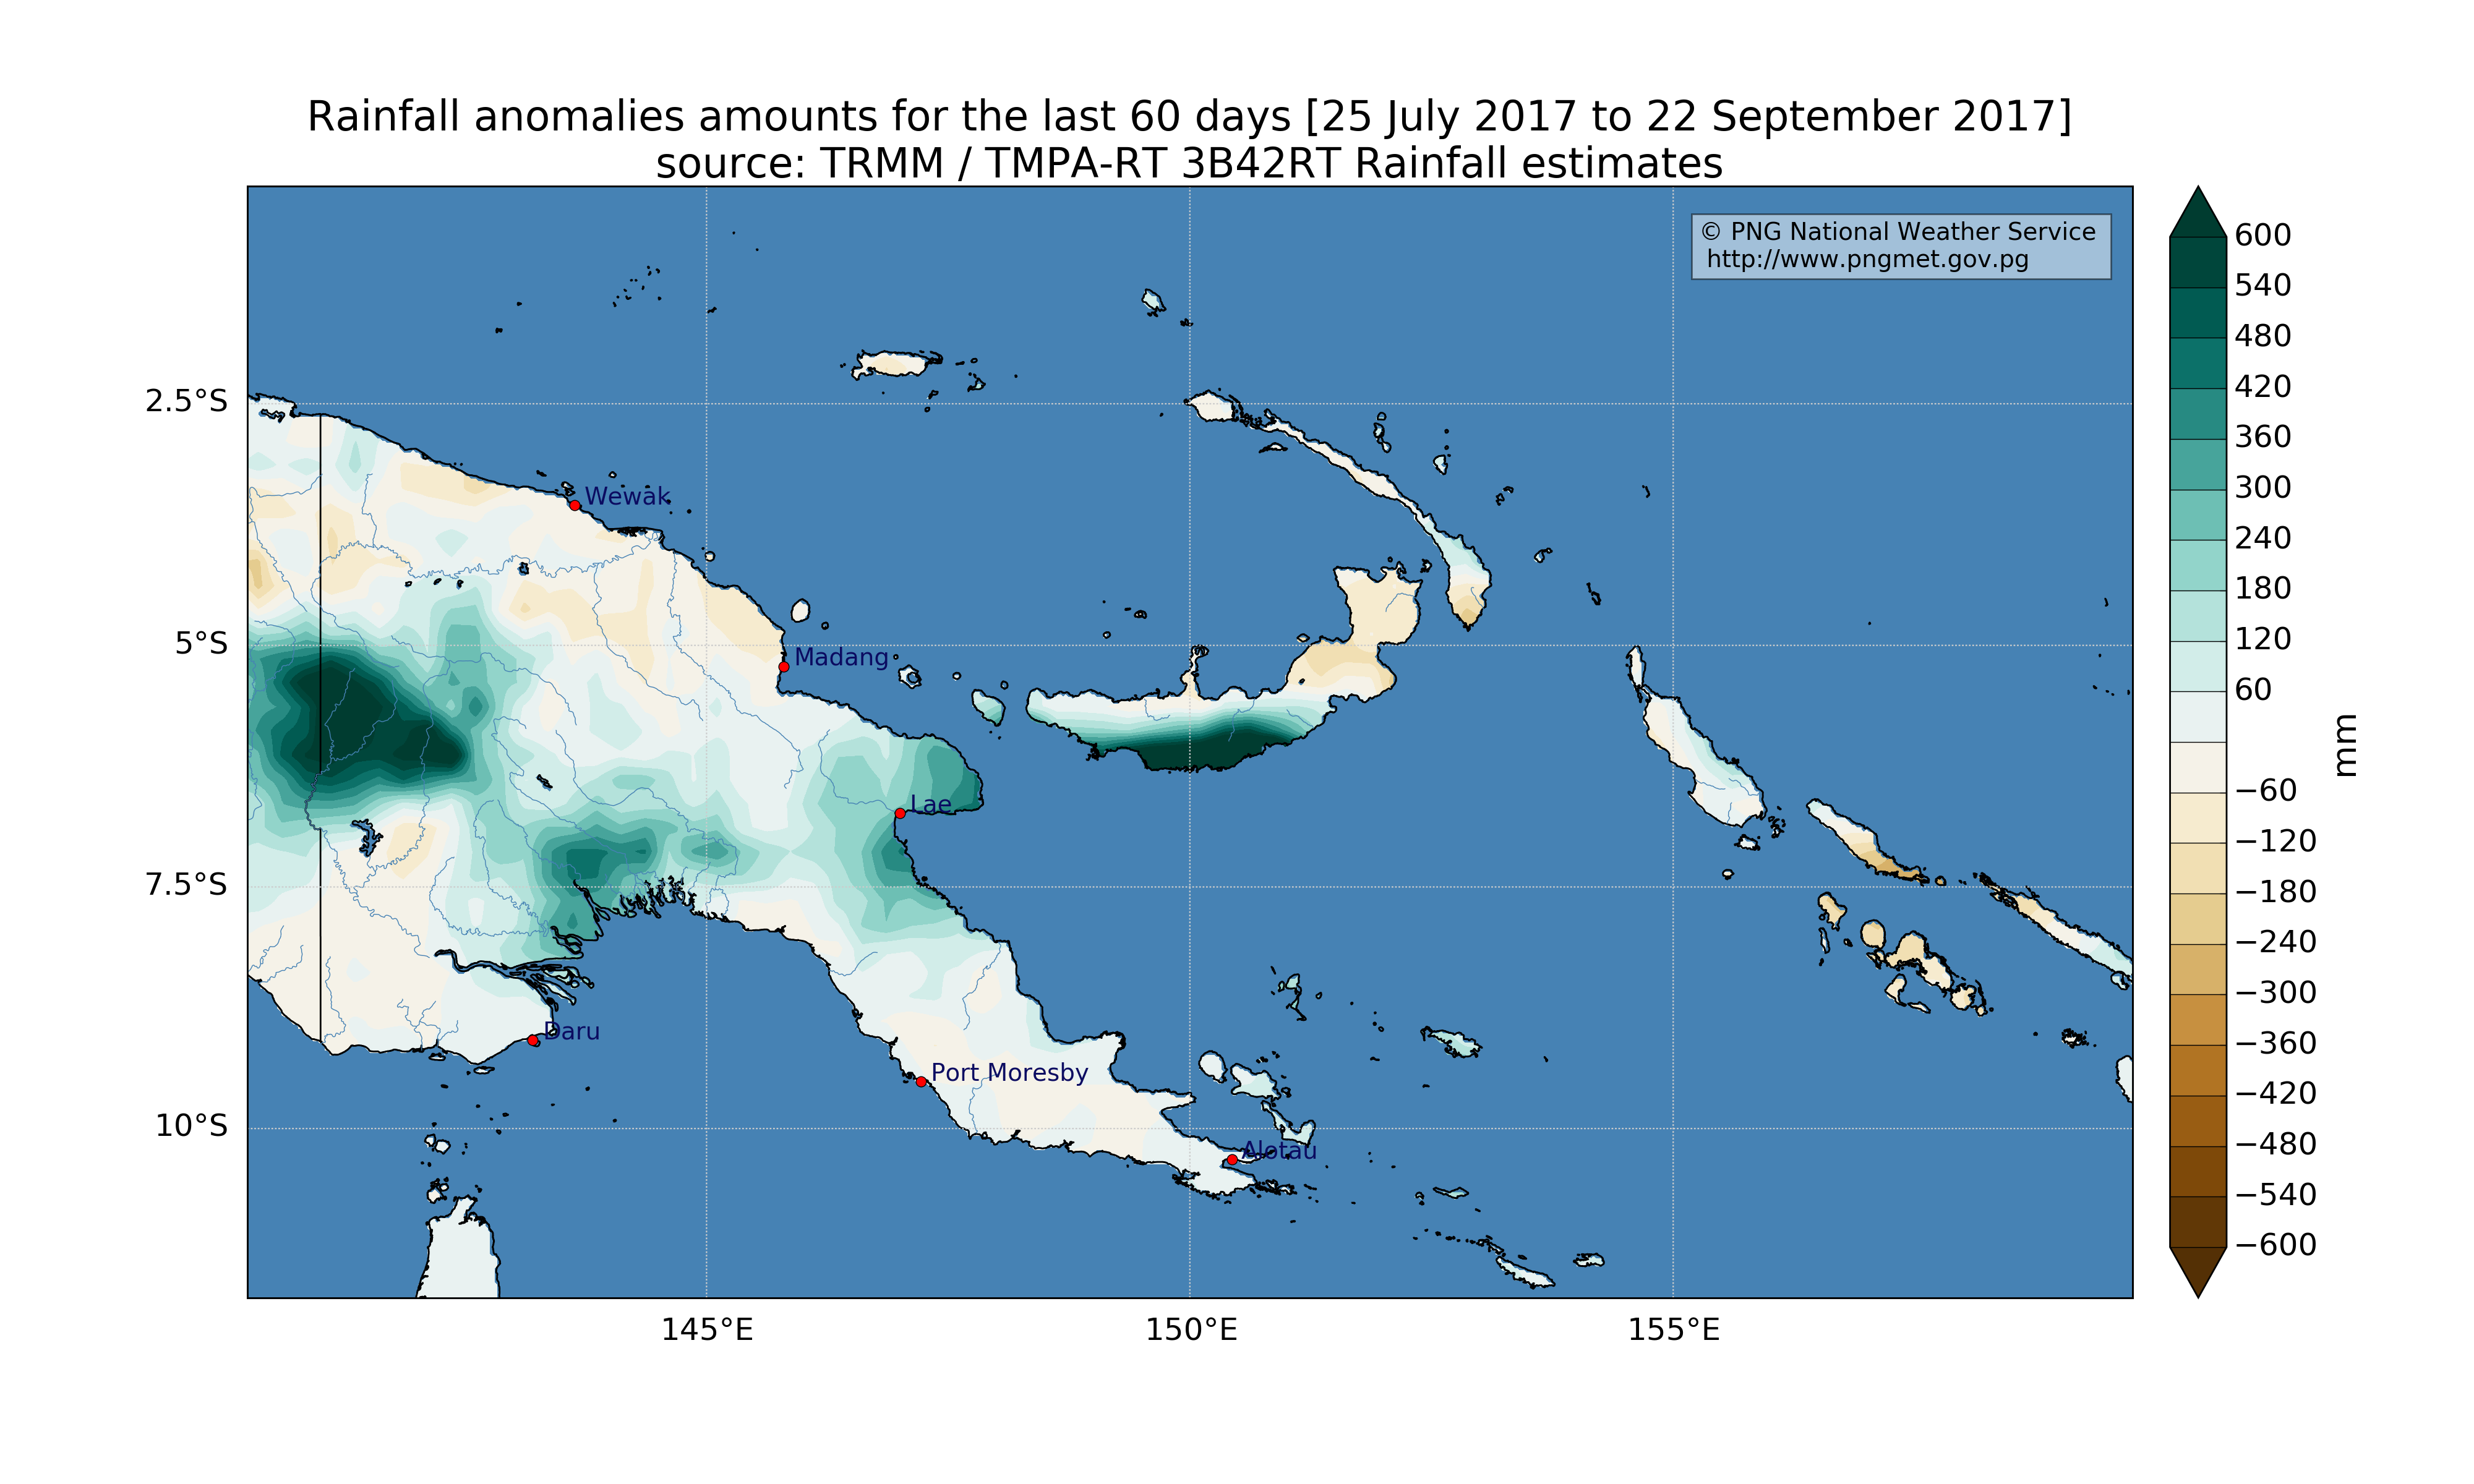 Rainfall anomalies amounts for the last 60 days [25 July 2017 to 22 September 2017]
source: TRMM / TMPA-RT 3B42RT Rainfall estimates
© PNG National Weather Service
http://www.pngmet.gov.pg
2.5°S
5°S
7.5°S
10°S
Wewak
Madang
Lae
Daru
Port Moresby
Alotau
145°E
150°E
155°E
600
540
480
420
360
300
240
180
120
60
−60
−120
−180
−240
−300
−360
−420
−480
−540
−600
mm